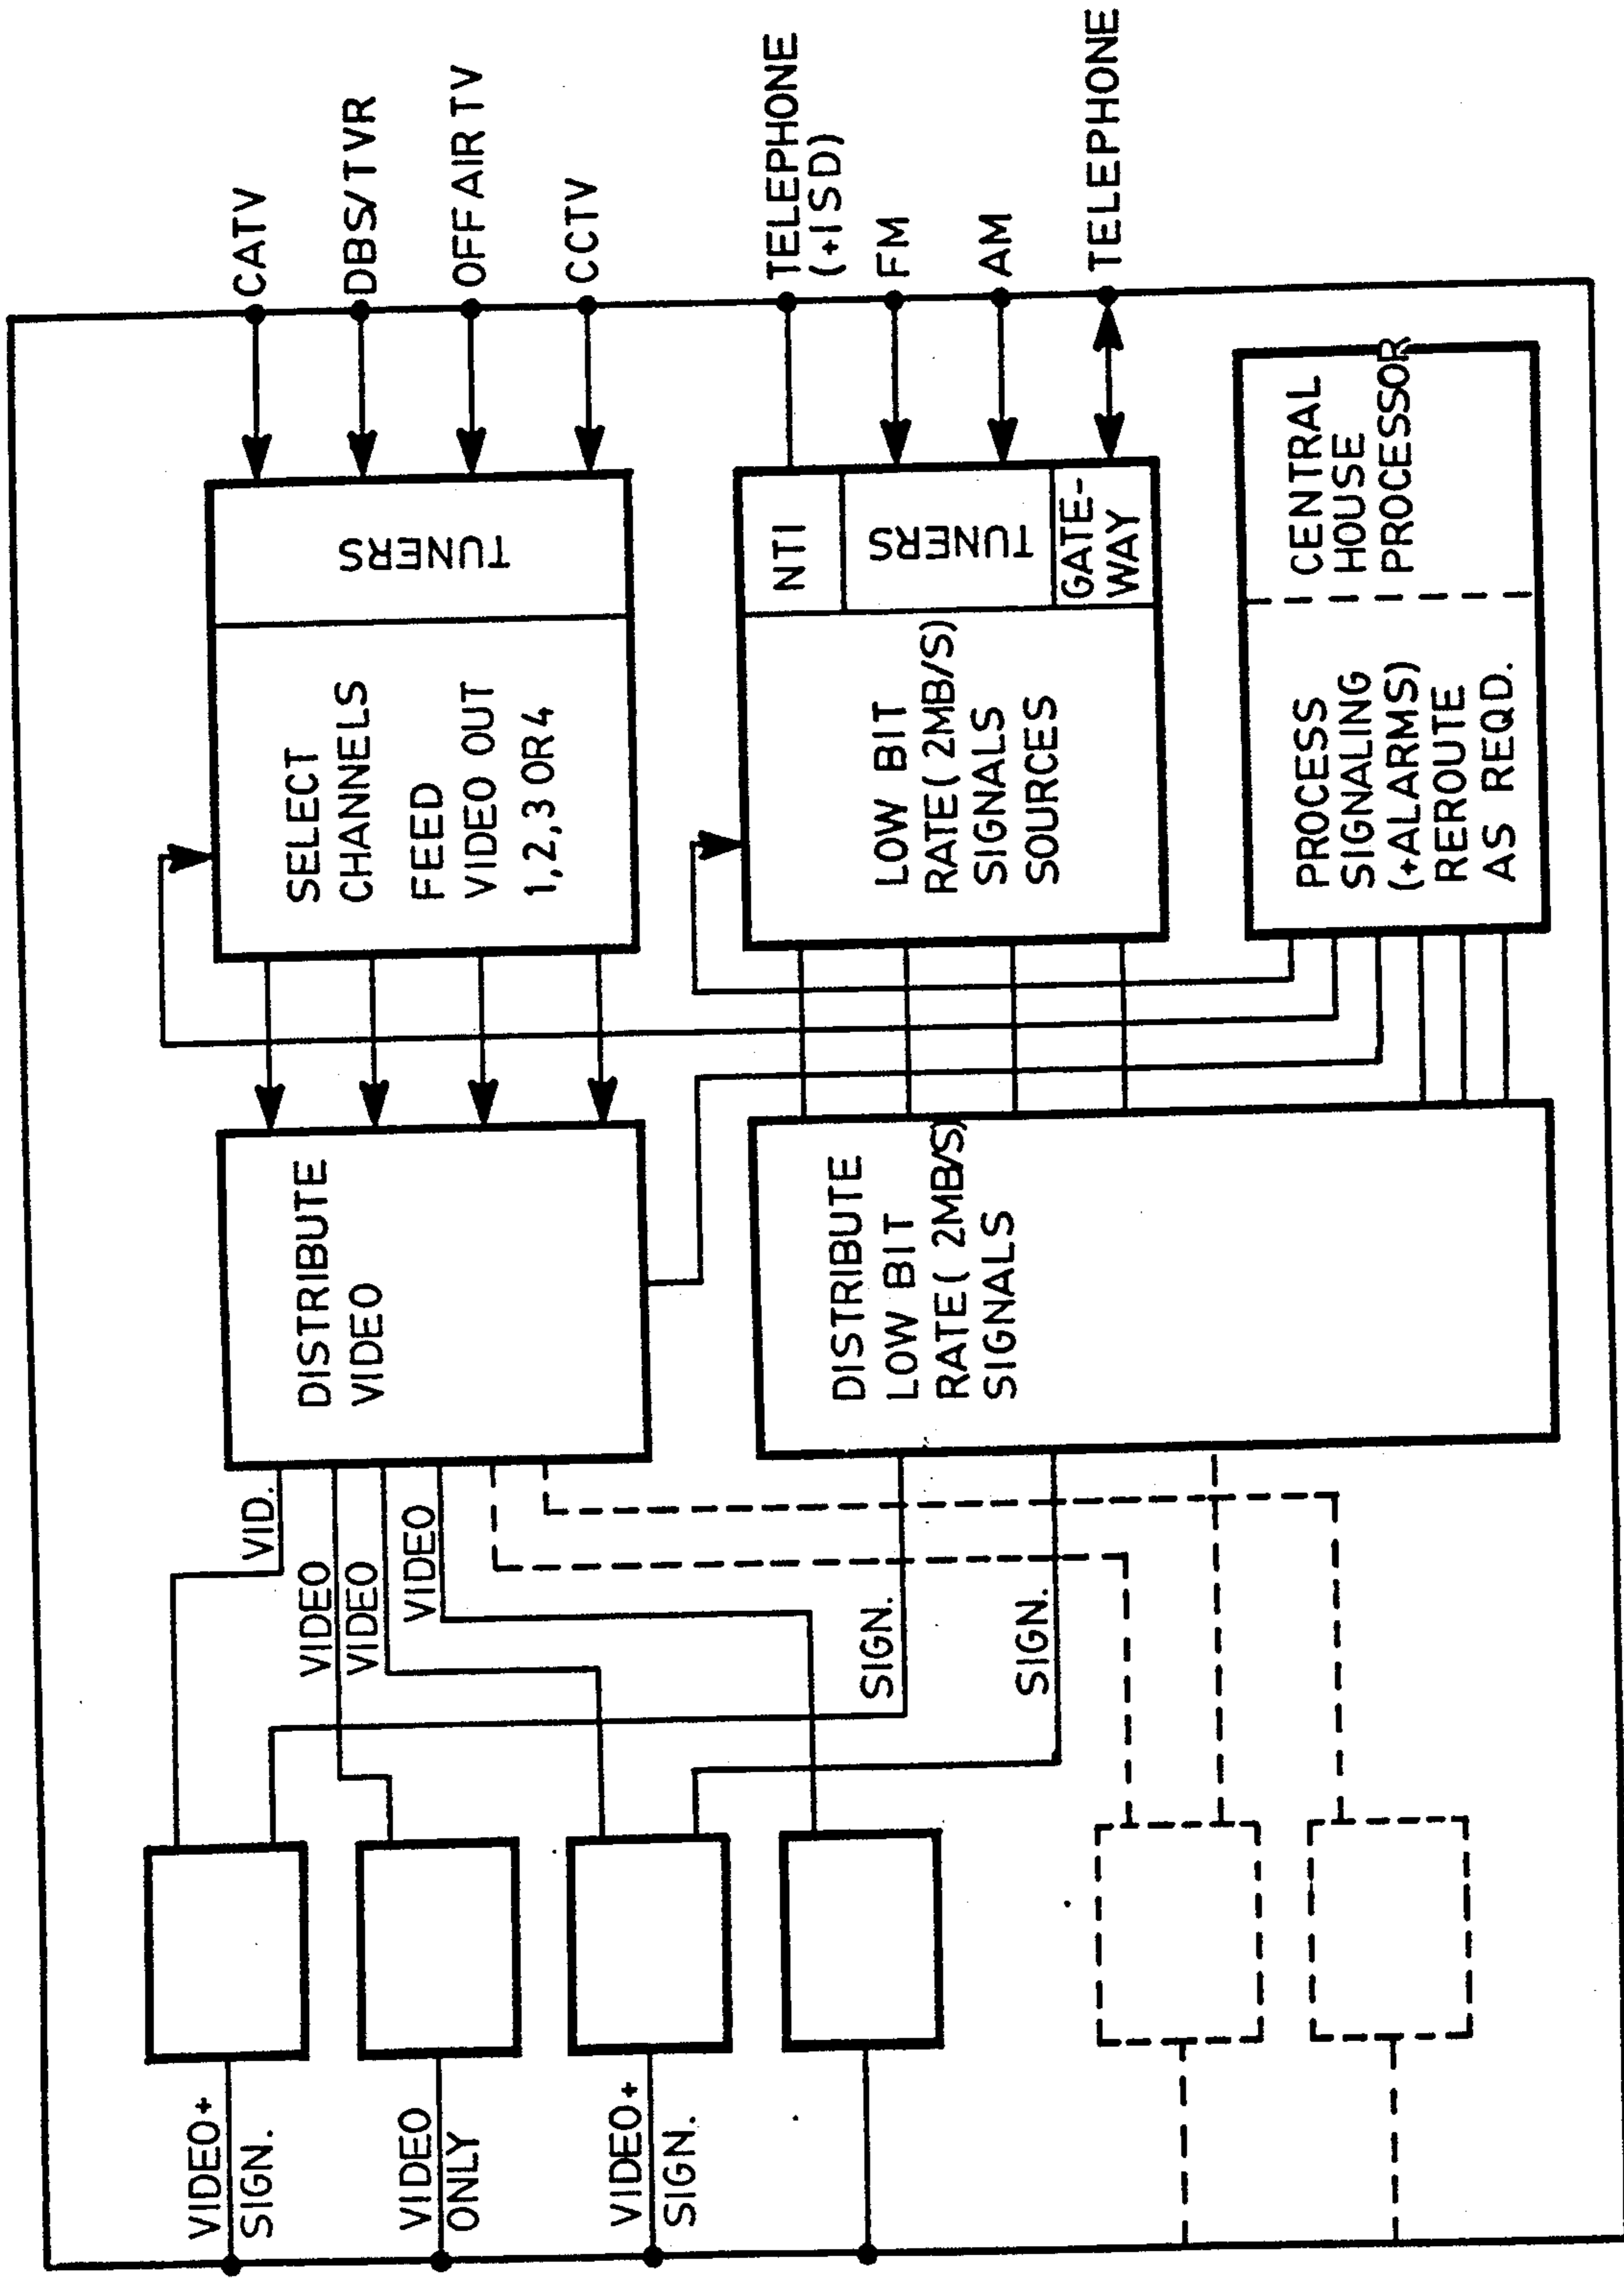 CATV
DBS/TVR
OFF AIR TV
CCTV
TELEPHONE
(+ISD)
FM
AM
TELEPHONE
TUNERS
SELECT
CHANNELS
FEED
VIDEO OUT
1,2,3 OR 4
NTI
TUNERS
GATE-
WAY
LOW BIT
RATE( 2MB/S)
SIGNALS
SOURCES
CENTRAL
HOUSE
PROCESSOR
PROCESS
SIGNALING
(+ALARMS)
REROUTE
AS REQD.
DISTRIBUTE
VIDEO
DISTRIBUTE
LOW BIT
RATE( 2MB/S)
SIGNALS
VID.
VIDEO
VIDEO
VIDEO
SIGN.
SIGN.
VIDEO+
SIGN.
VIDEO
ONLY
VIDEO+
SIGN.